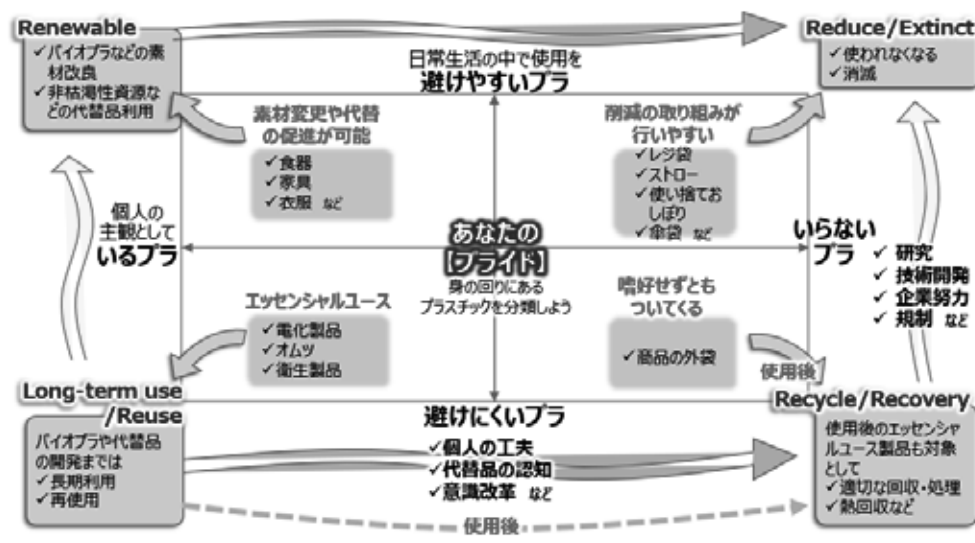 Renewable
✓バイオプラなどの素
材改良
✓非枯渇性資源な
どの代替品利用
日常生活の中で使用を
避けやすいプラ
Reduce/Extinct
✓使われなくなる
✓消滅
素材変更や代替
の促進が可能
✓食器
✓家具
✓衣服 など
削減の取り組みが
行いやすい
✓レジ袋
✓ストロー
✓使い捨てお
しぼり
✓傘袋 など
個人の
主観として
いるプラ
あなたの
【プライド】
身の回りにある
プラスチックを分類しよう
いらない
プラ
✓研究
✓技術開発
✓企業努力
✓規制 など
エッセンシャルユース
✓電化製品
✓オムツ
✓衛生製品
嗜好せずとも
ついてくる
✓商品の外袋
使用後
Long-term use
/Reuse
バイオプラや代替品
の開発までは
✓長期利用
✓再使用
避けにくいプラ
✓個人の工夫
✓代替品の認知
✓意識改革 など
使用後
Recycle/Recovery
使用後のエッセンシャ
ルユース製品も対象
として
✓適切な回収・処理
✓熱回収など